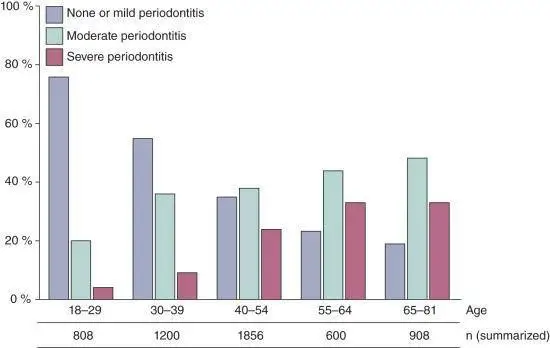 100 %
None or mild periodontitis
Moderate periodontitis
Severe periodontitis
80 %
60 %
40 %
20 %
0 %
18–29 30–39 40–54 55–64 65–81 Age
808 1200 1856 600 908 n (summarized)